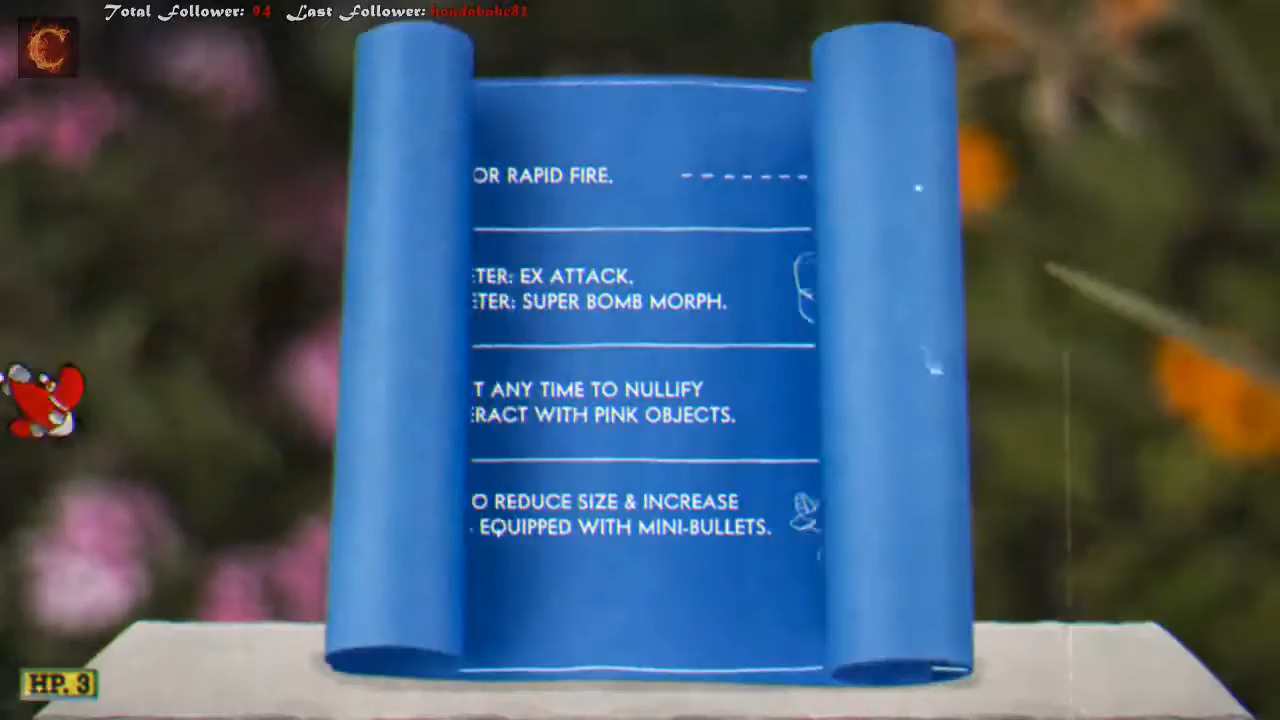 Total Follower: 94 Last Follower: hondababe81
C
OR RAPID FIRE.
TER: EX ATTACK.
TER: SUPER BOMB MORPH.
T ANY TIME TO NULLIFY
ERACT WITH PINK OBJECTS.
O REDUCE SIZE & INCREASE
. EQUIPPED WITH MINI-BULLETS.
HP. 3